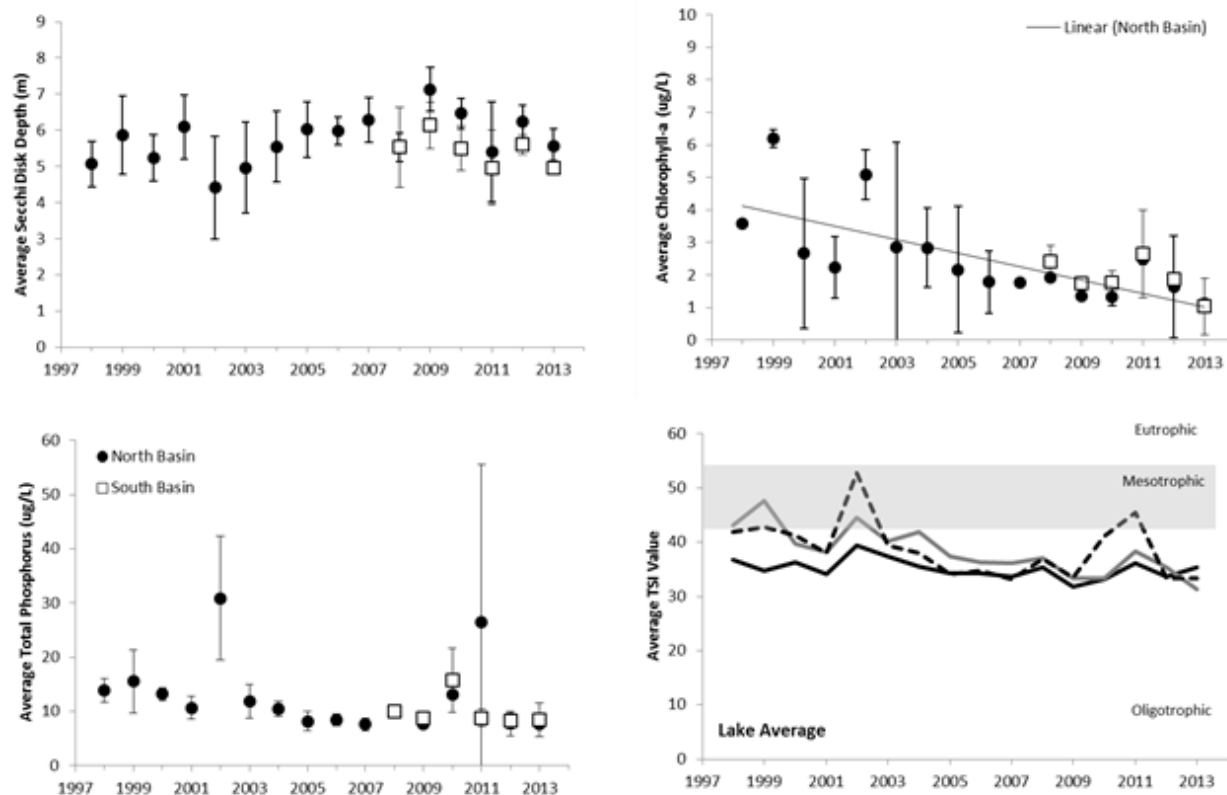 Average Secchi Disk Depth (m)
9
8
7
6
5
4
3
2
1
0
1997 1999 2001 2003 2005 2007 2009 2011 2013
Average Chlorophyll-a (ug/L)
10
9
8
7
6
5
4
3
2
1
0
Linear (North Basin)
1997 1999 2001 2003 2005 2007 2009 2011 2013
Average Total Phosphorus (ug/L)
60
50
40
30
20
10
0
North Basin
South Basin
1997 1999 2001 2003 2005 2007 2009 2011 2013
Average TSI Value
60
50
40
30
20
10
0
Eutrophic
Mesotrophic
Oligotrophic
Lake Average
1997 1999 2001 2003 2005 2007 2009 2011 2013